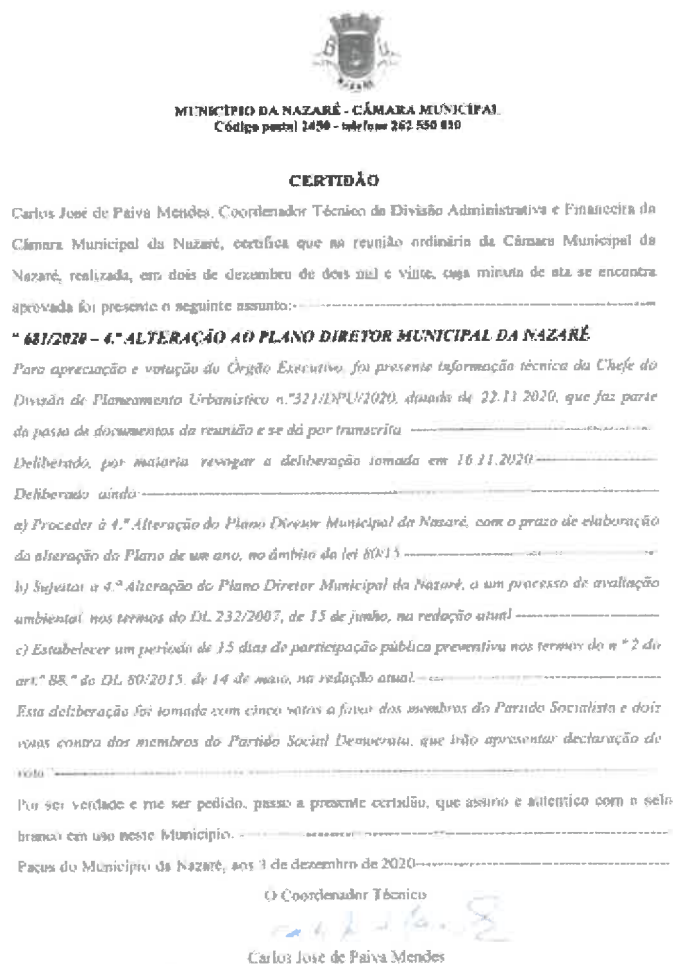 NAZARÉ
MUNICÍPIO DA NAZARÉ - CÂMARA MUNICIPAL
Código postal 2450 - telefone 262 550 010
CERTIDÃO
Carlos José de Paiva Mendes, Coordenador Técnico da Divisão Administrativa e Financeira da
Câmara Municipal da Nazaré, certifica que na reunião ordinária da Câmara Municipal da
Nazaré, realizada, em dois de dezembro de dois mil e vinte, cuja minuta de ata se encontra
aprovada foi presente o seguinte assunto:-
" 681/2020 – 4.ª ALTERAÇÃO AO PLANO DIRETOR MUNICIPAL DA NAZARÉ
Para apreciação e votação do Órgão Executivo, foi presente informação técnica da Chefe da
Divisão de Planeamento Urbanístico n.º321/DPU/2020, datada de 22.11.2020, que faz parte
da pasta de documentos da reunião e se dá por transcrita
Deliberado, por maioria revogar a deliberação tomada em 16.11.2020
Deliberado ainda:
a) Proceder à 4.ª Alteração do Plano Diretor Municipal da Nazaré, com o prazo de elaboração
da alteração do Plano de um ano, no âmbito da lei 80/15
b) Sujeitar a 4.ª Alteração do Plano Diretor Municipal da Nazaré, a um processo de avaliação
ambiental, nos termos do DL 232/2007, de 15 de junho, na redação atual
c) Estabelecer um período de 15 dias de participação pública preventiva nos termos do n.º 2 do
art.º 88.º do DL 80/2015, de 14 de maio, na redação atual.
Esta deliberação foi tomada com cinco votos a favor dos membros do Partido Socialista e dois
votos contra dos membros do Partido Social Democrata, que irão apresentar declaração de
voto "
Por ser verdade e me ser pedido, passo a presente certidão, que assino e autentico com o selo
branco em uso neste Município.
Paços do Município da Nazaré, aos 3 de dezembro de 2020
O Coordenador Técnico
Carlos José de Paiva Mendes